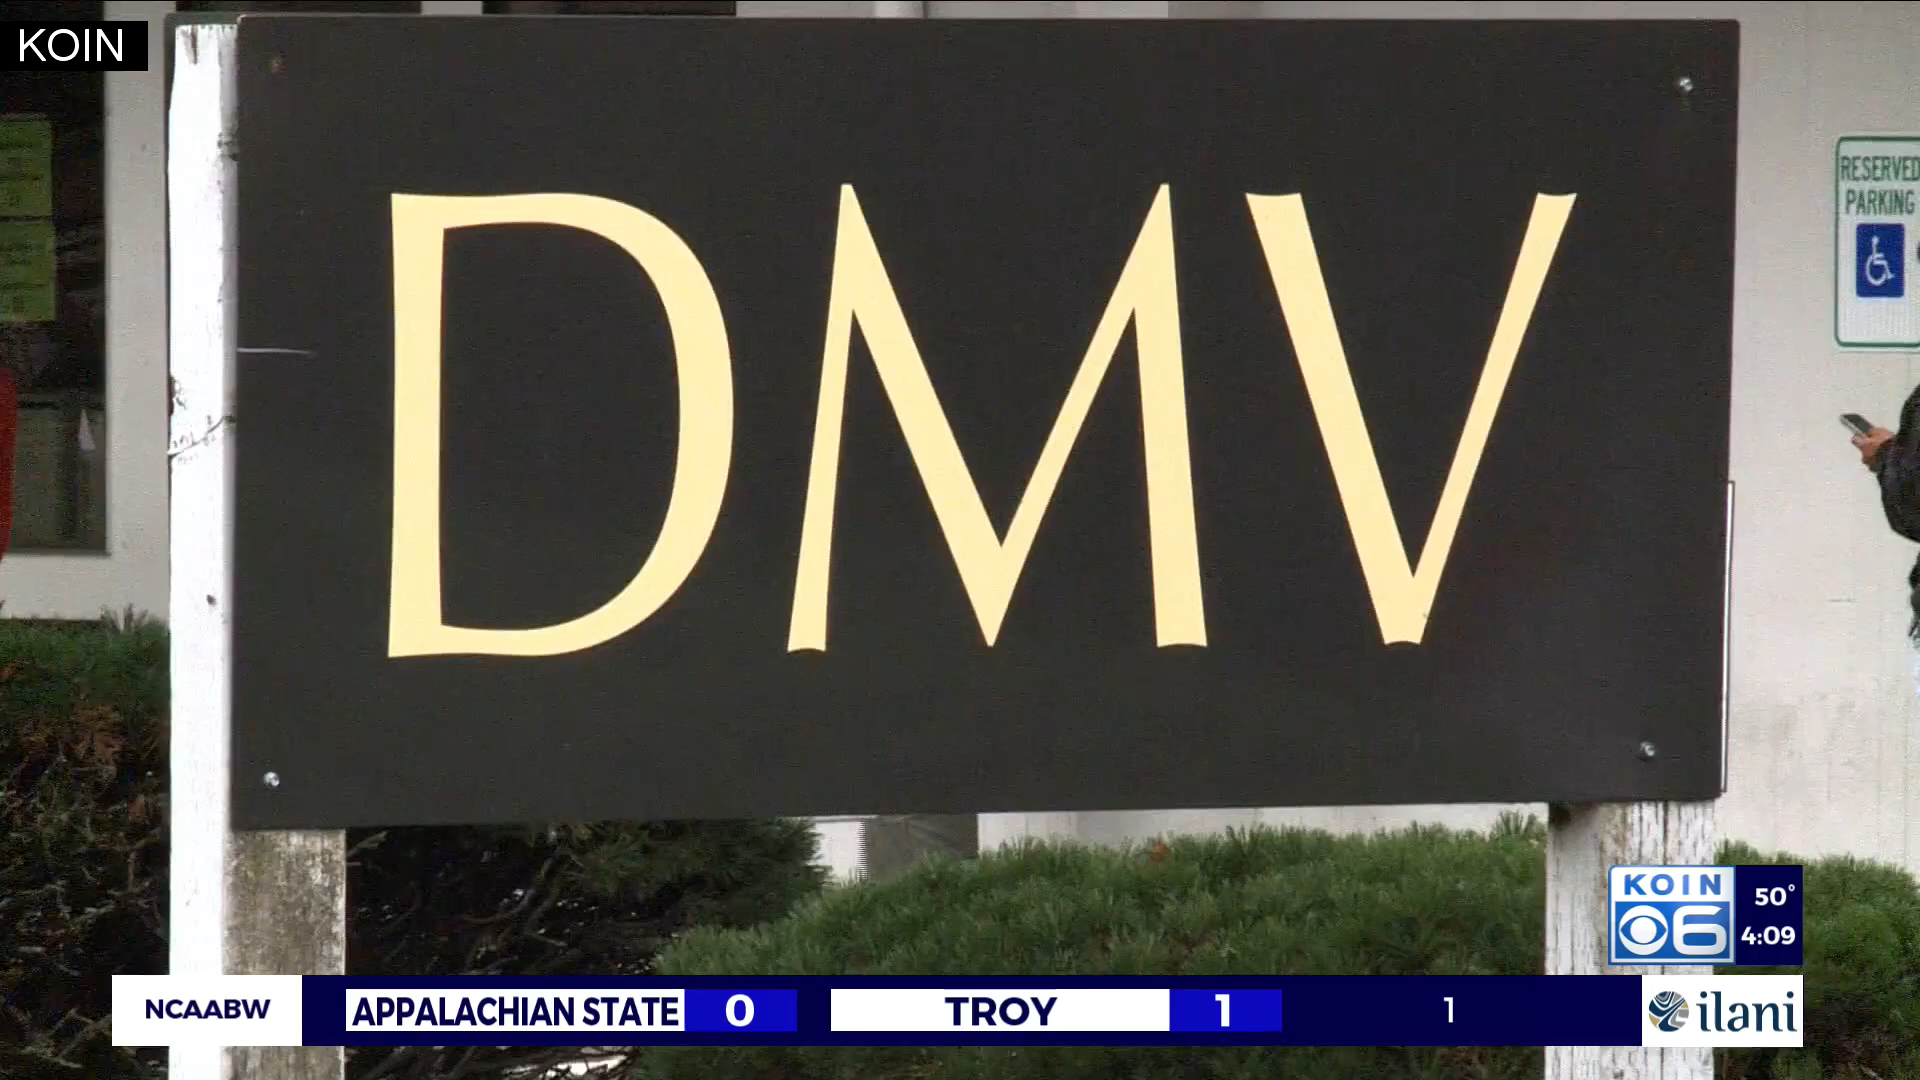 KOIN
DMV
RESERVED
PARKING
KOIN
6
50°
4:09
NCAABW APPALACHIAN STATE 0 TROY 1 1 ilani